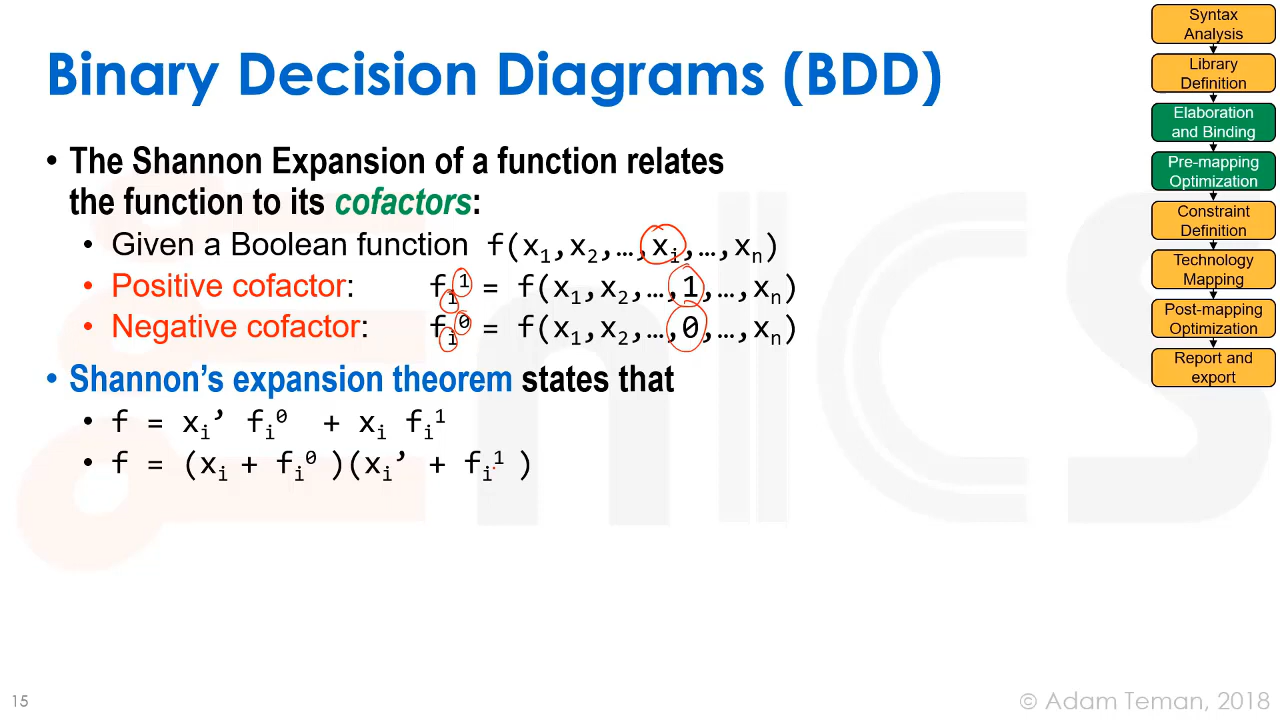 Binary Decision Diagrams (BDD)
• The Shannon Expansion of a function relates
the function to its cofactors:
• Given a Boolean function f(x₁,x₂,…,xᵢ,…,xₙ)
• Positive cofactor: fᵢ¹ = f(x₁,x₂,…,1,…,xₙ)
• Negative cofactor: fᵢ⁰ = f(x₁,x₂,…,0,…,xₙ)
• Shannon’s expansion theorem states that
• f = xᵢ’ fᵢ⁰ + xᵢ fᵢ¹
• f = (xᵢ + fᵢ⁰ )(xᵢ’ + fᵢ¹ )
Syntax
Analysis
Library
Definition
Elaboration
and Binding
Pre-mapping
Optimization
Constraint
Definition
Technology
Mapping
Post-mapping
Optimization
Report and
export
15
© Adam Teman, 2018